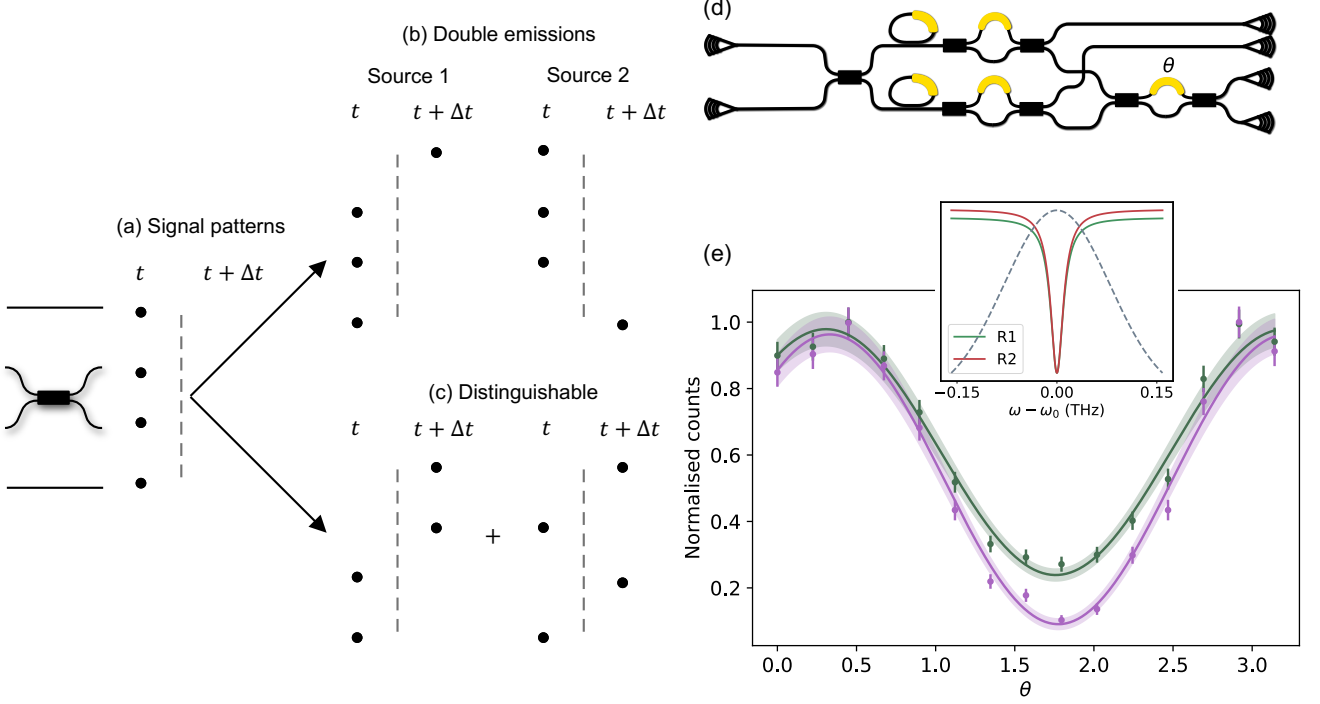 (a) Signal patterns
t t + Δt
(b) Double emissions
Source 1 Source 2
t t + Δt t t + Δt
(c) Distinguishable
t t + Δt t t + Δt
+
(d)
θ
(e)
R1
R2
−0.15 0.00 0.15
ω − ω₀ (THz)
Normalised counts
1.0
0.8
0.6
0.4
0.2
0.0 0.5 1.0 1.5 2.0 2.5 3.0
θ